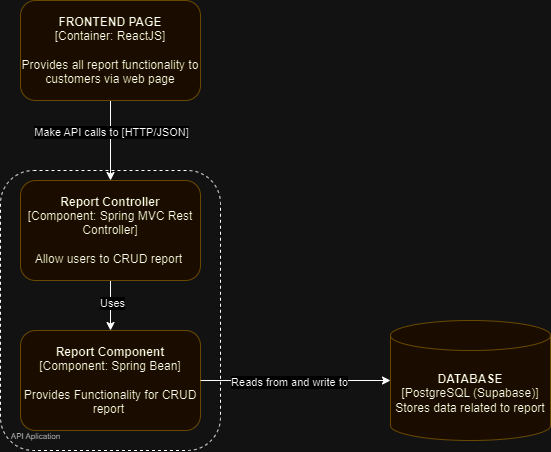 FRONTEND PAGE
[Container: ReactJS]
Provides all report functionality to
customers via web page
Make API calls to [HTTP/JSON]
Report Controller
[Component: Spring MVC Rest
Controller]
Allow users to CRUD report
Uses
Report Component
[Component: Spring Bean]
Provides Functionality for CRUD
report
Reads from and write to
DATABASE
[PostgreSQL (Supabase)]
Stores data related to report
API Aplication